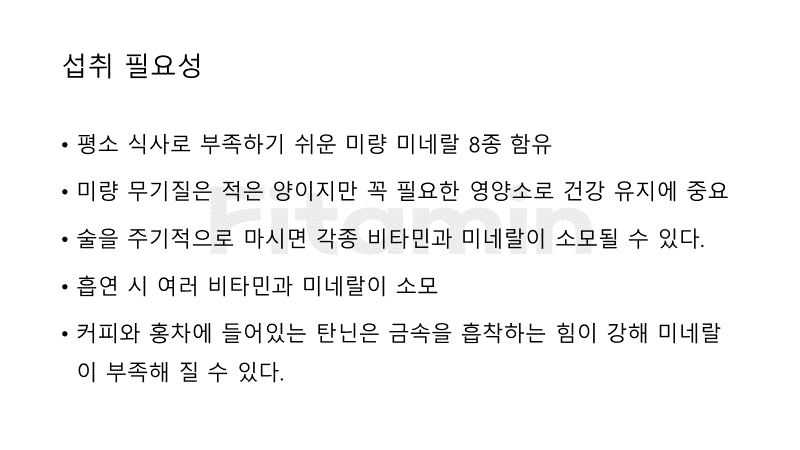 섭취 필요성
• 평소 식사로 부족하기 쉬운 미량 미네랄 8종 함유
• 미량 무기질은 적은 양이지만 꼭 필요한 영양소로 건강 유지에 중요
• 술을 주기적으로 마시면 각종 비타민과 미네랄이 소모될 수 있다.
• 흡연 시 여러 비타민과 미네랄이 소모
• 커피와 홍차에 들어있는 탄닌은 금속을 흡착하는 힘이 강해 미네랄
이 부족해 질 수 있다.
Fitamin